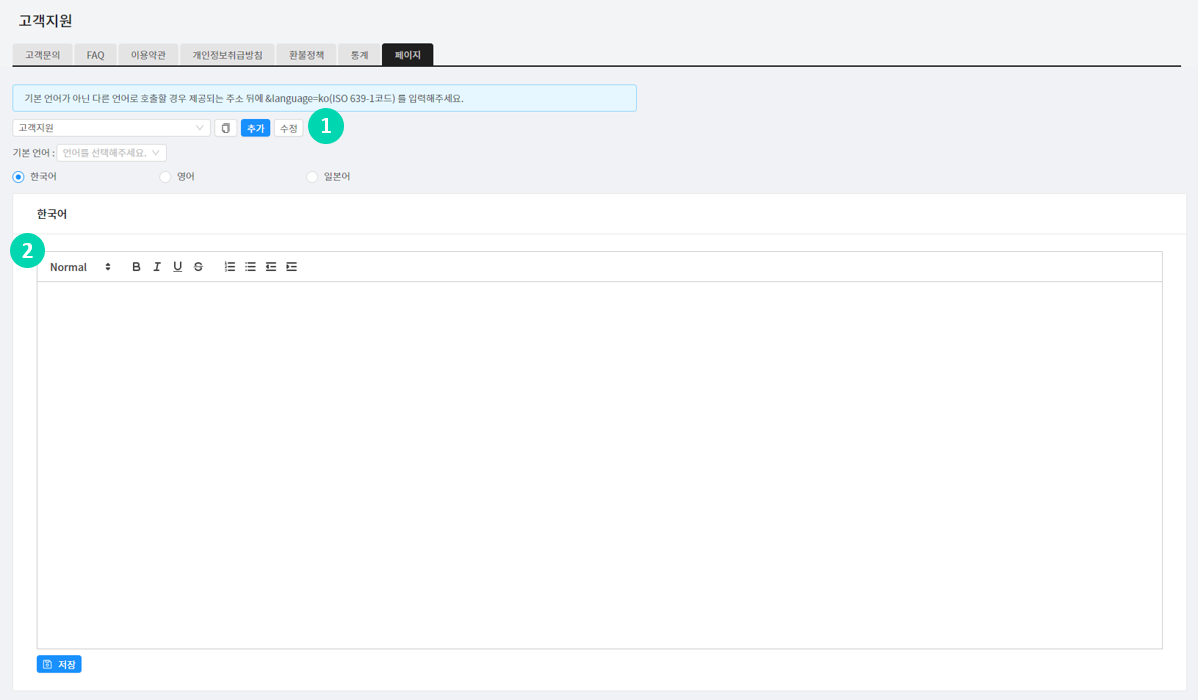 고객지원
고객문의 FAQ 이용약관 개인정보취급방침 환불정책 통계 페이지
기본 언어가 아닌 다른 언어로 호출할 경우 제공되는 주소 뒤에 &language=ko(ISO 639-1코드) 를 입력해주세요.
고객지원 추가 수정 1
기본 언어 : 언어를 선택해주세요.
한국어 영어 일본어
한국어
2
Normal B I U S
저장